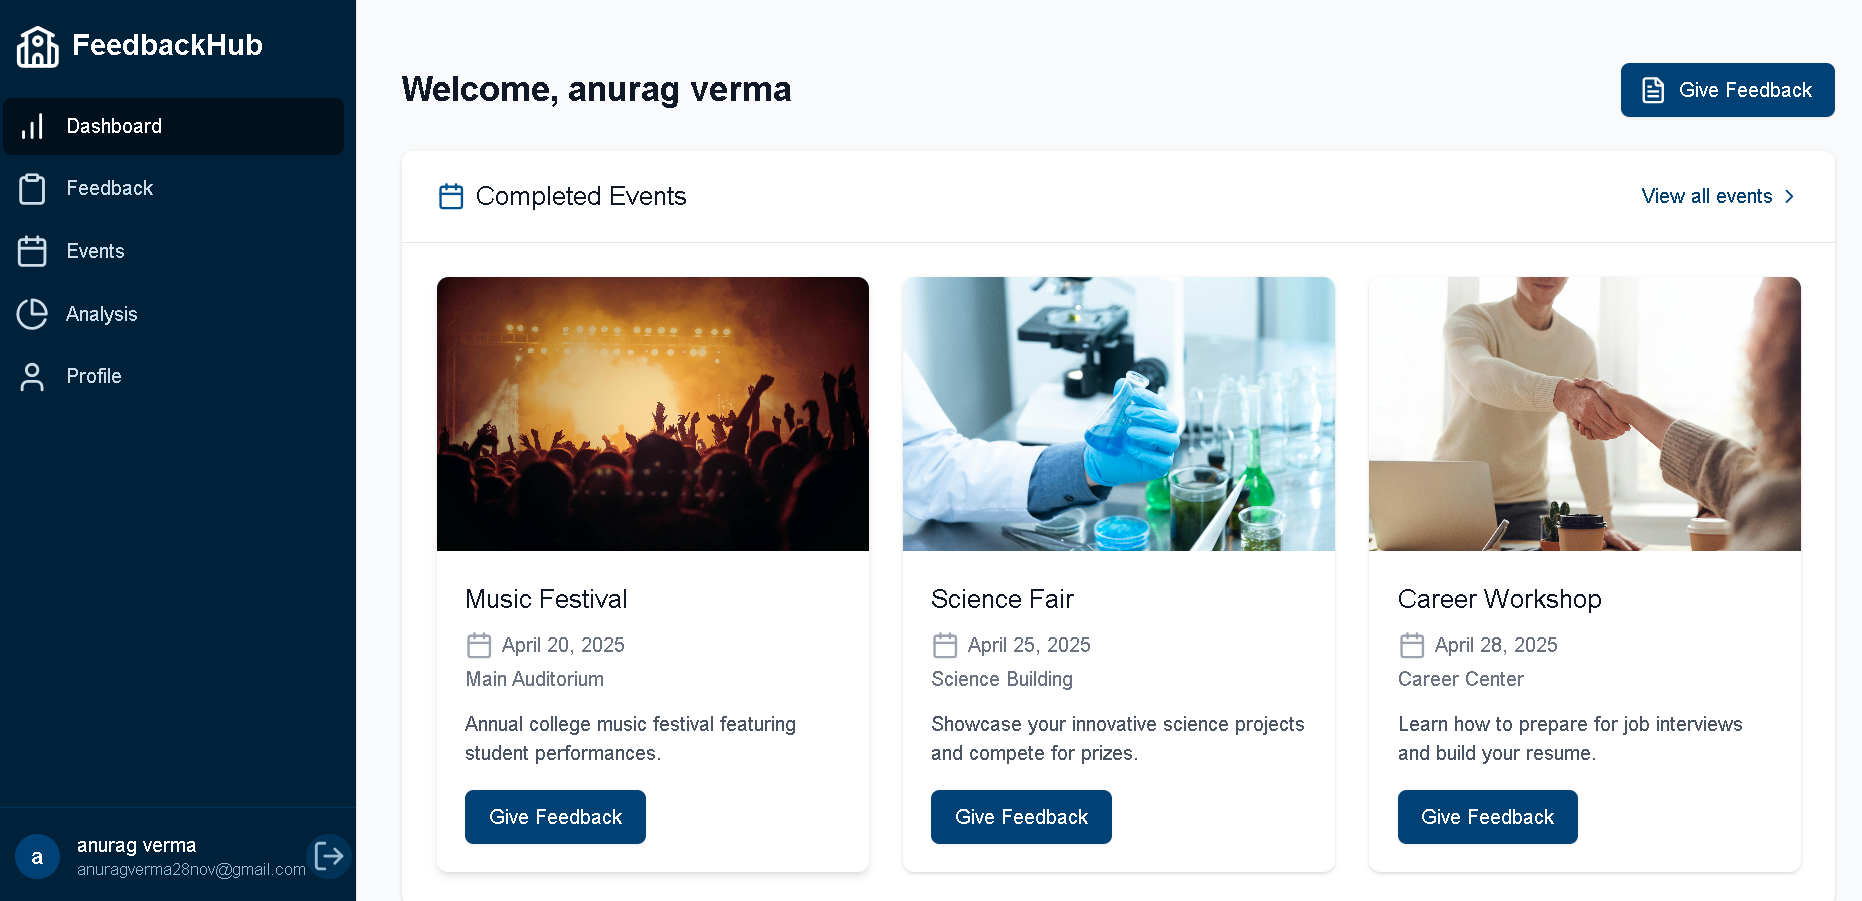 FeedbackHub
Dashboard
Feedback
Events
Analysis
Profile
a
anurag verma
anuragverma28nov@gmail.com
Welcome, anurag verma
Give Feedback
Completed Events
View all events
Music Festival
April 20, 2025
Main Auditorium
Annual college music festival featuring
student performances.
Give Feedback
Science Fair
April 25, 2025
Science Building
Showcase your innovative science projects
and compete for prizes.
Give Feedback
Career Workshop
April 28, 2025
Career Center
Learn how to prepare for job interviews
and build your resume.
Give Feedback